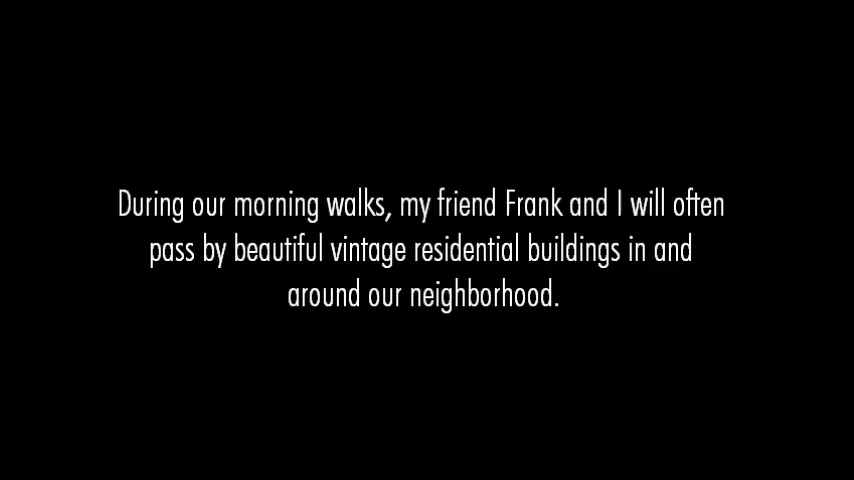 During our morning walks, my friend Frank and I will often
pass by beautiful vintage residential buildings in and
around our neighborhood.